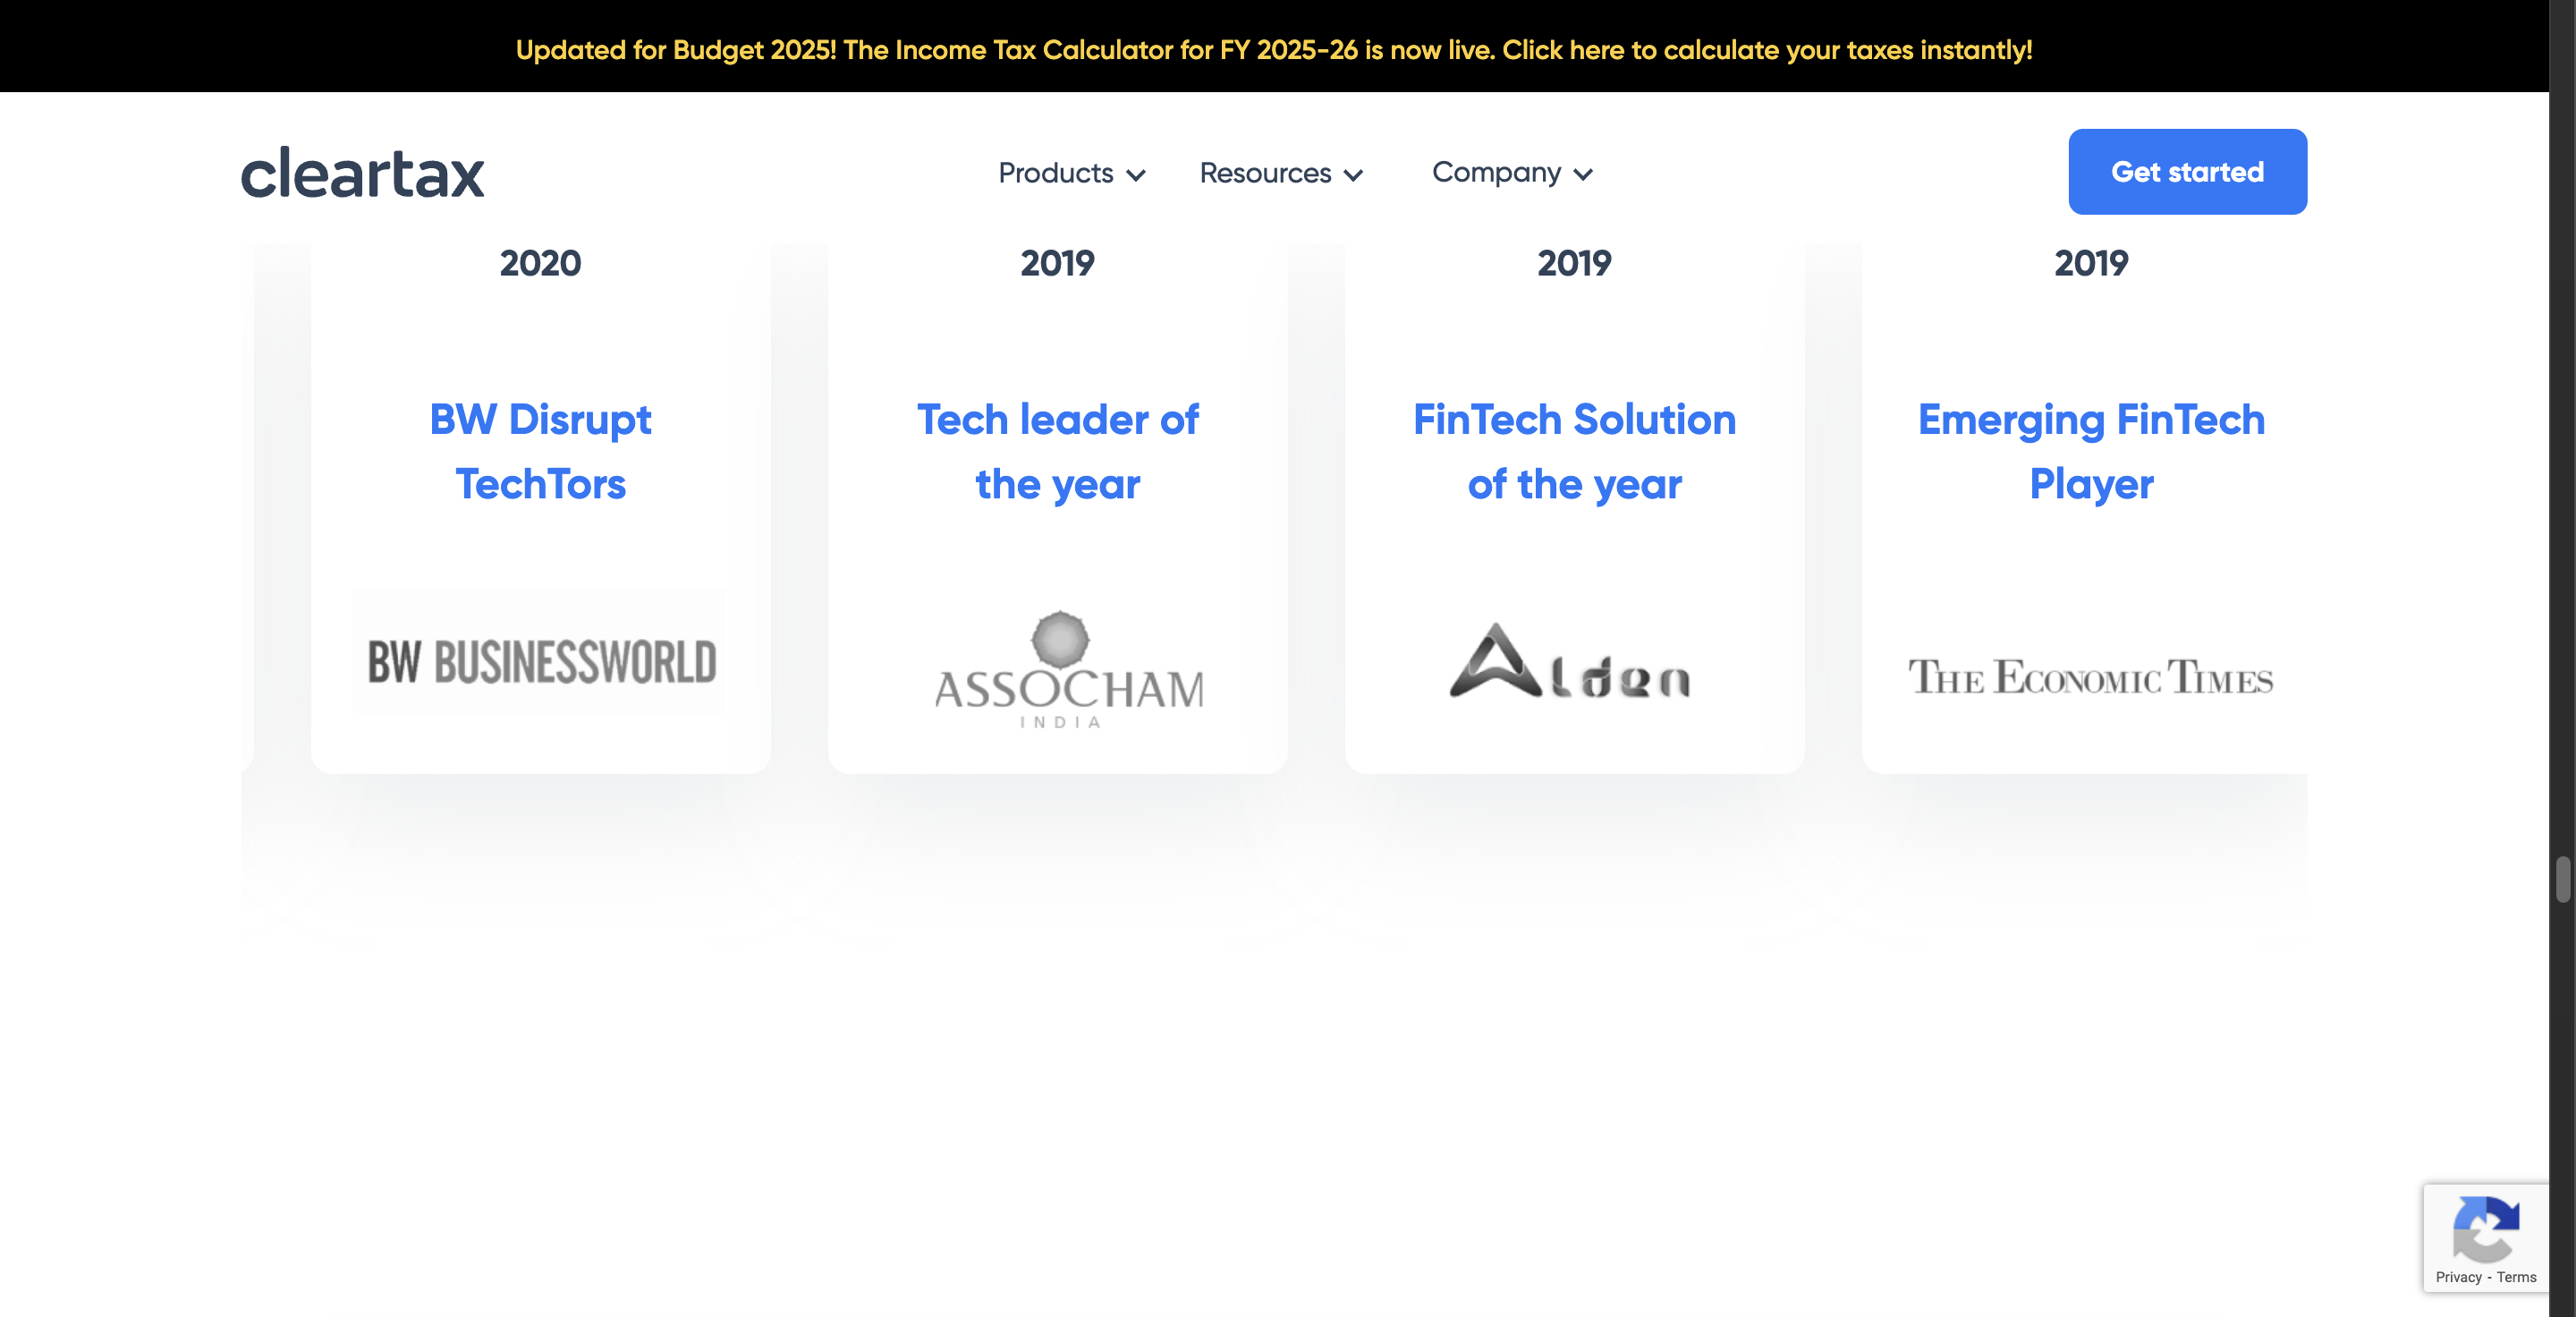 Updated for Budget 2025! The Income Tax Calculator for FY 2025-26 is now live. Click here to calculate your taxes instantly!
cleartax
Products
Resources
Company
Get started
2020
BW Disrupt
TechTors
BW BUSINESSWORLD
2019
Tech leader of
the year
ASSOCHAM
INDIA
2019
FinTech Solution
of the year
Alden
2019
Emerging FinTech
Player
THE ECONOMIC TIMES
Privacy - Terms